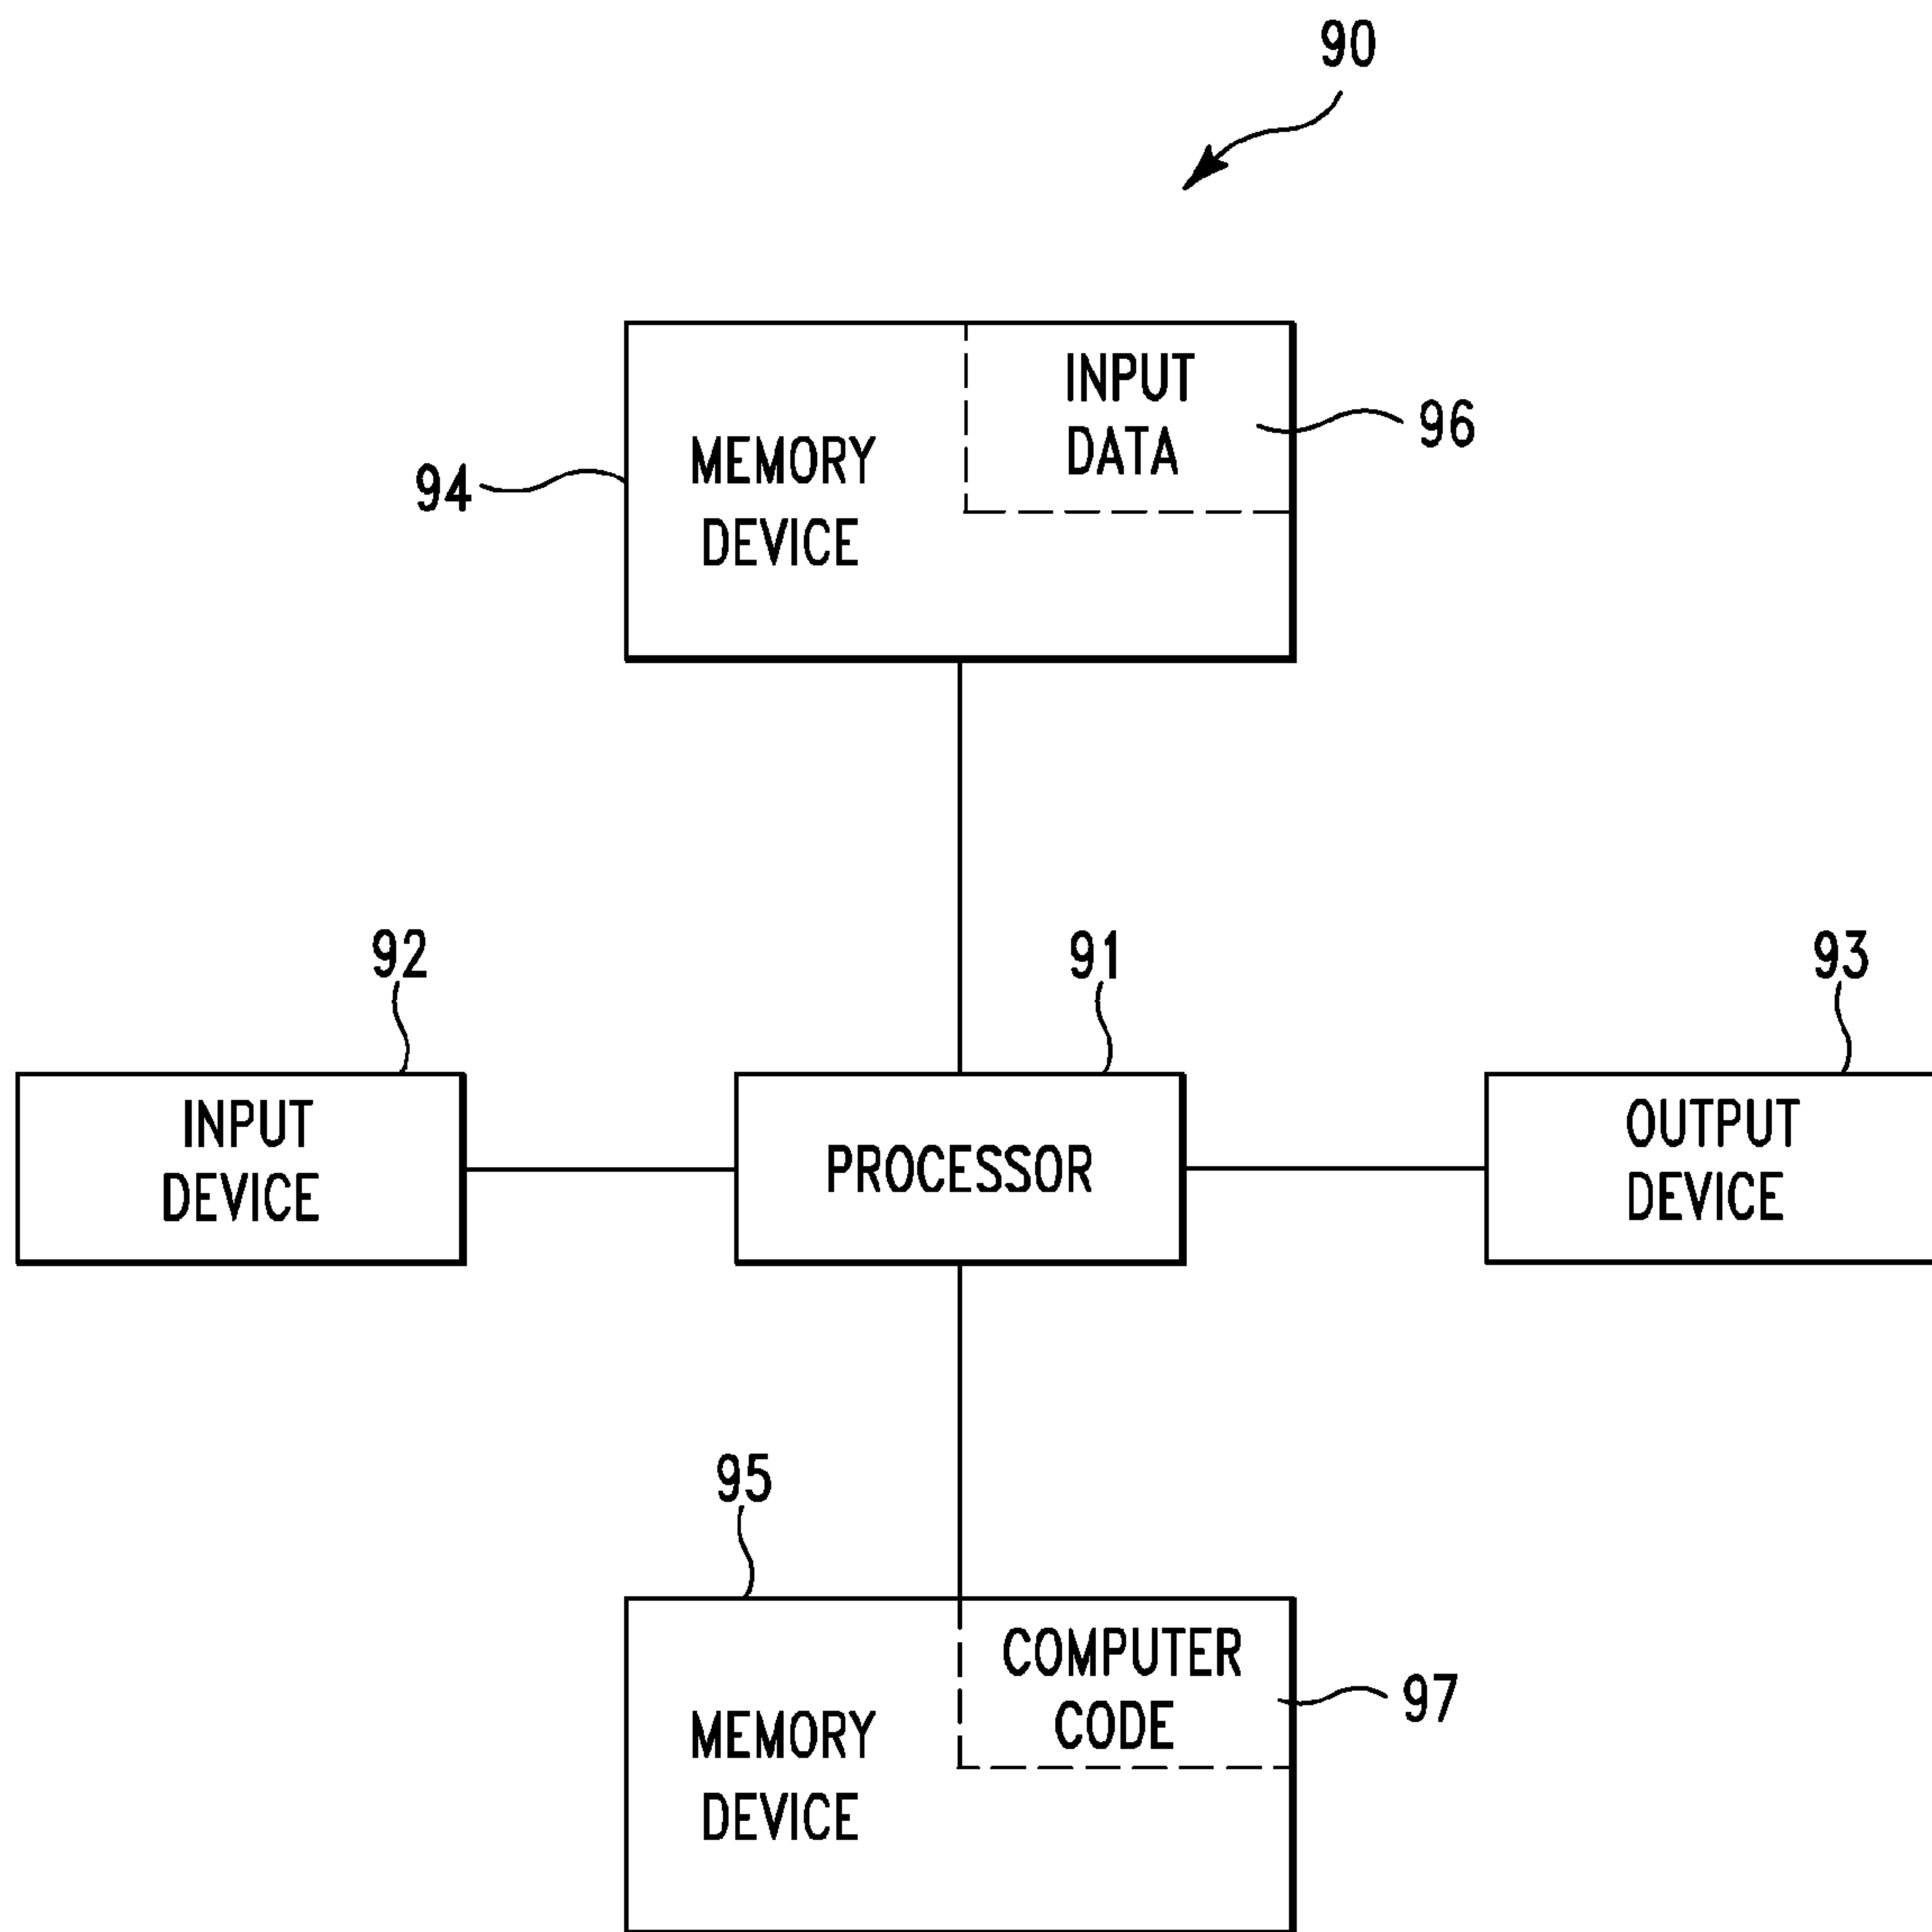 90
INPUT
DATA
96
MEMORY
DEVICE
94
92
91
93
INPUT
DEVICE
PROCESSOR
OUTPUT
DEVICE
95
COMPUTER
CODE
97
MEMORY
DEVICE